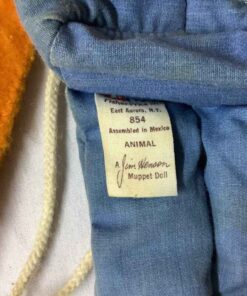 East Aurora, N.Y.
854
Assembled in Mexico
ANIMAL
A Jim Henson
Muppet Doll